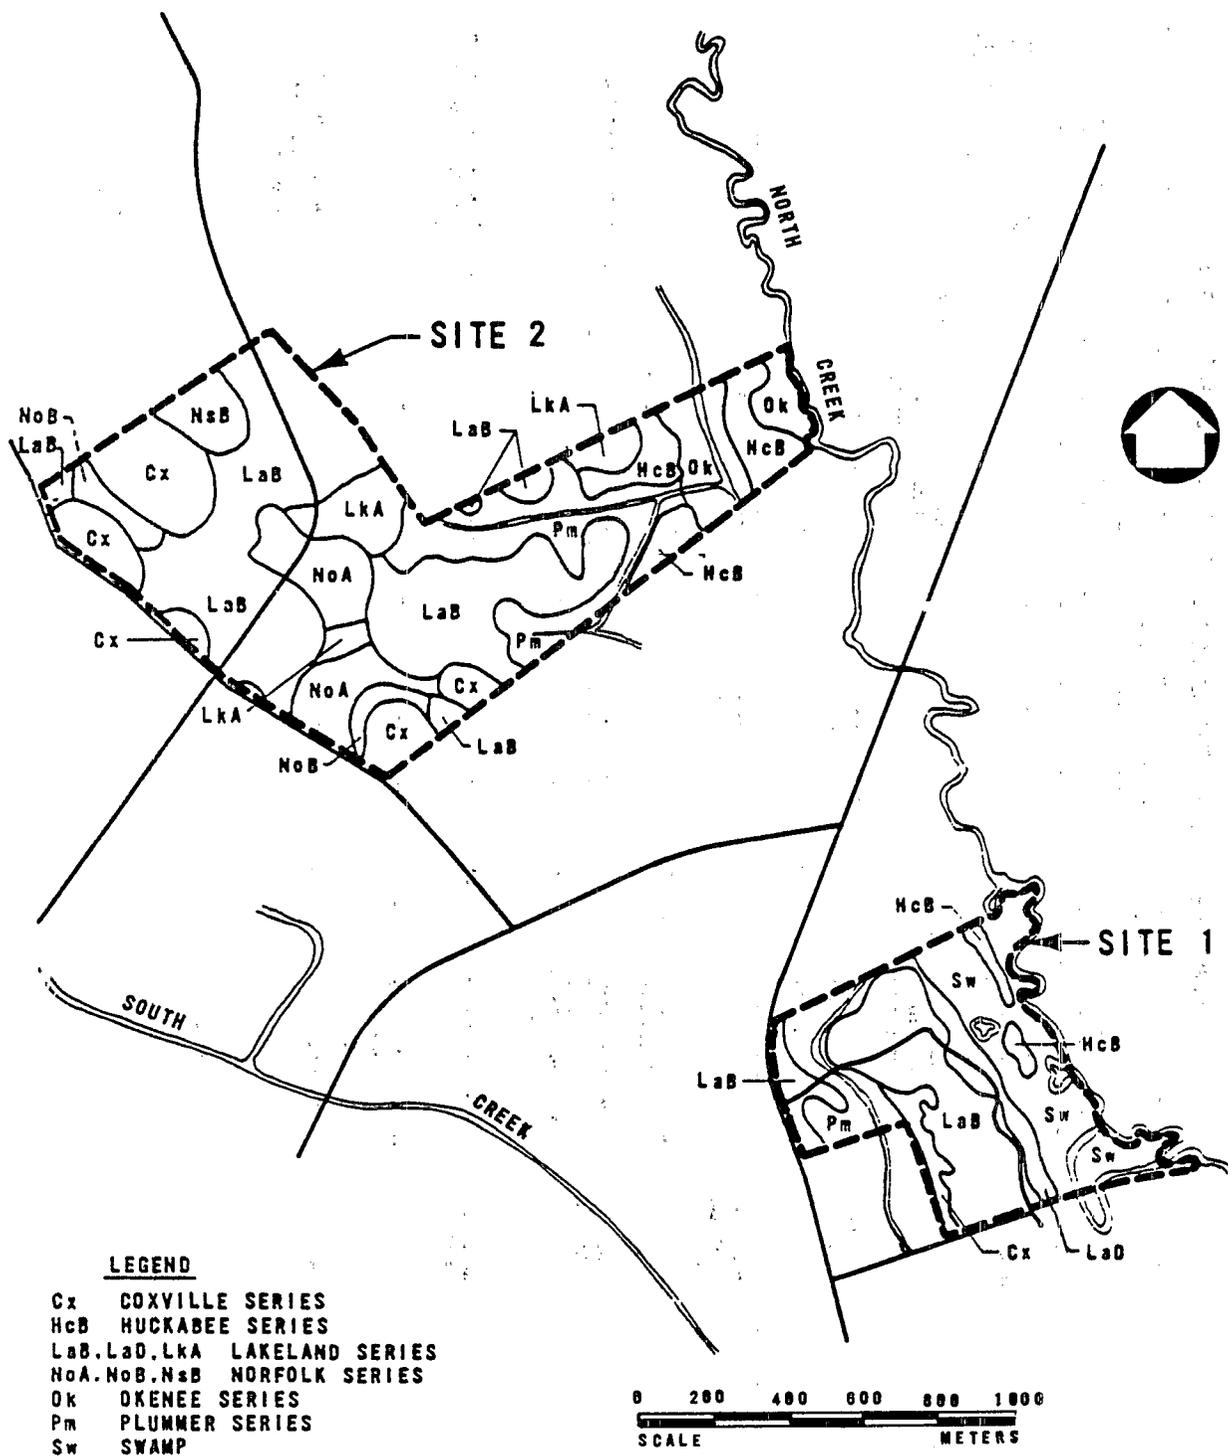 NORTH
SITE 2
CREEK
LkA
Ok
NsB
NoB
LaB
LaB
HcB
Ok
HcB
Cx
LaB
LkA
Pm
Cx
NoA
HcB
LaB
LaB
Cx
Pm
Cx
NoA
LkA
Cx
LaB
NoB
HcB
SITE 1
Sw
SOUTH
HcB
LaB
CREEK
Pm
LaB
Sw
Sw
Cx
LaD
LEGEND
Cx COXVILLE SERIES
HcB HUCKABEE SERIES
LaB, LaD, LkA LAKELAND SERIES
NoA, NoB, NsB NORFOLK SERIES
Ok OKENEE SERIES
Pm PLUMMER SERIES
Sw SWAMP
0 200 400 600 800 1000
SCALE METERS